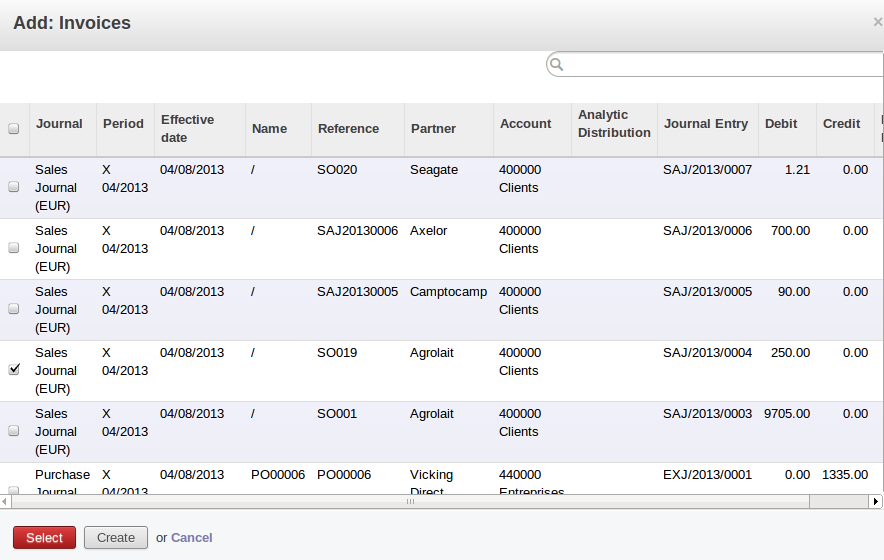 Add: Invoices ×
Journal Period Effective date Name Reference Partner Account Analytic Distribution Journal Entry Debit Credit
Sales Journal (EUR) X 04/2013 04/08/2013 / SO020 Seagate 400000 Clients SAJ/2013/0007 1.21 0.00
Sales Journal (EUR) X 04/2013 04/08/2013 / SAJ20130006 Axelor 400000 Clients SAJ/2013/0006 700.00 0.00
Sales Journal (EUR) X 04/2013 04/08/2013 / SAJ20130005 Camptocamp 400000 Clients SAJ/2013/0005 90.00 0.00
Sales Journal (EUR) X 04/2013 04/08/2013 / SO019 Agrolait 400000 Clients SAJ/2013/0004 250.00 0.00
Sales Journal (EUR) X 04/2013 04/08/2013 / SO001 Agrolait 400000 Clients SAJ/2013/0003 9705.00 0.00
Purchase Journal X 04/2013 04/08/2013 PO00006 PO00006 Vicking Direct 440000 Entreprises EXJ/2013/0001 0.00 1335.00
Select Create or Cancel